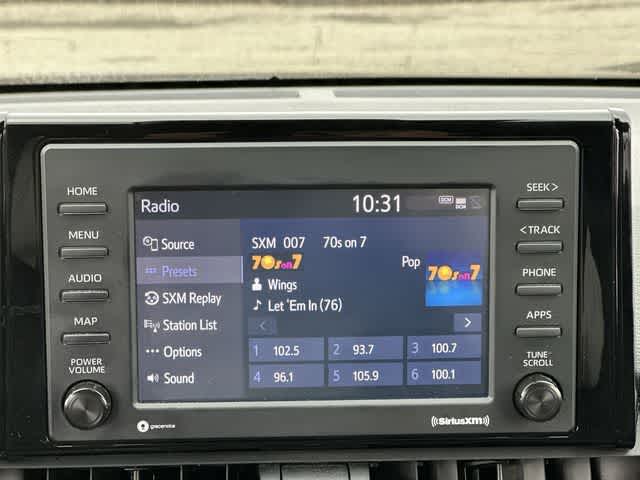 HOME
MENU
AUDIO
MAP
POWER
VOLUME
Radio
10:31
DCM
DCM
Source
Presets
SXM Replay
Station List
Options
Sound
SXM 007 70s on 7
70s on 7
Pop
70s on 7
Wings
Let 'Em In (76)
<
>
1 102.5
2 93.7
3 100.7
4 96.1
5 105.9
6 100.1
SEEK >
< TRACK
PHONE
APPS
TUNE
SCROLL
gracenote
((SiriusXM))